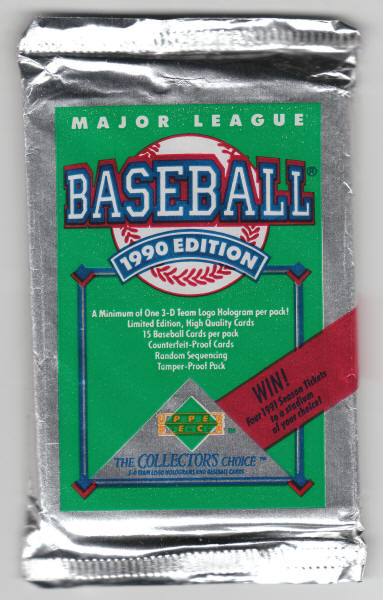 MAJOR LEAGUE
BASEBALL®
1990 EDITION
A Minimum of One 3-D Team Logo Hologram per pack!
Limited Edition, High Quality Cards
15 Baseball Cards per pack
Counterfeit-Proof Cards
Random Sequencing
Tamper-Proof Pack
WIN!
Four 1991 Season Tickets
to a stadium
of your choice!
UPPER
DECK
TM
THE COLLECTOR'S CHOICE™
3-D TEAM LOGO HOLOGRAMS AND BASEBALL CARDS